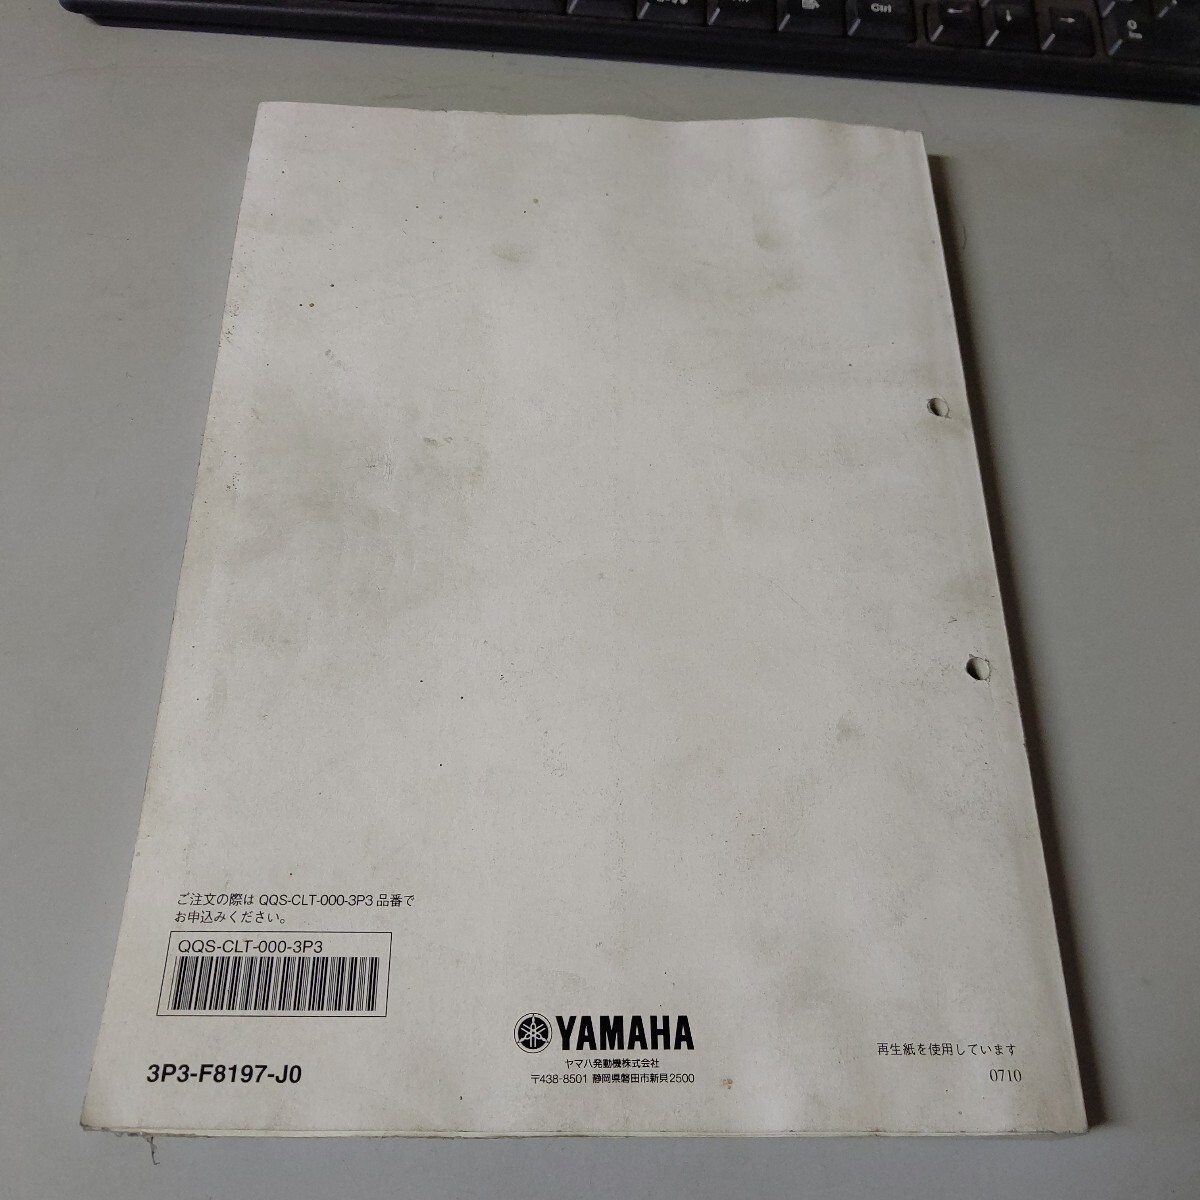 Ctrl
ご注文の際は QQS-CLT-000-3P3 品番で
お申込みください。
QQS-CLT-000-3P3
3P3-F8197-J0
YAMAHA
ヤマハ発動機株式会社
〒438-8501 静岡県磐田市新貝2500
再生紙を使用しています
0710